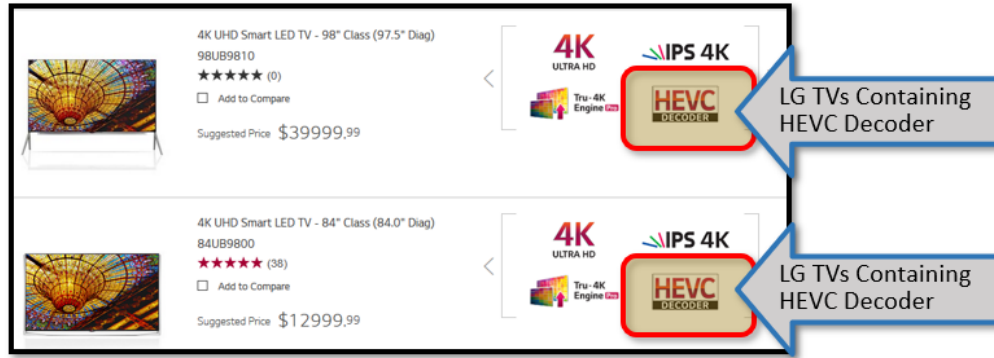 4K UHD Smart LED TV - 98" Class (97.5" Diag)
98UB9810
★★★★★ (0)
Add to Compare
Suggested Price $39999.99
4K
ULTRA HD
IPS 4K
Tru-4K
Engine Pro
HEVC
DECODER
LG TVs Containing
HEVC Decoder
4K UHD Smart LED TV - 84" Class (84.0" Diag)
84UB9800
★★★★★ (38)
Add to Compare
Suggested Price $12999.99
4K
ULTRA HD
IPS 4K
Tru-4K
Engine Pro
HEVC
DECODER
LG TVs Containing
HEVC Decoder